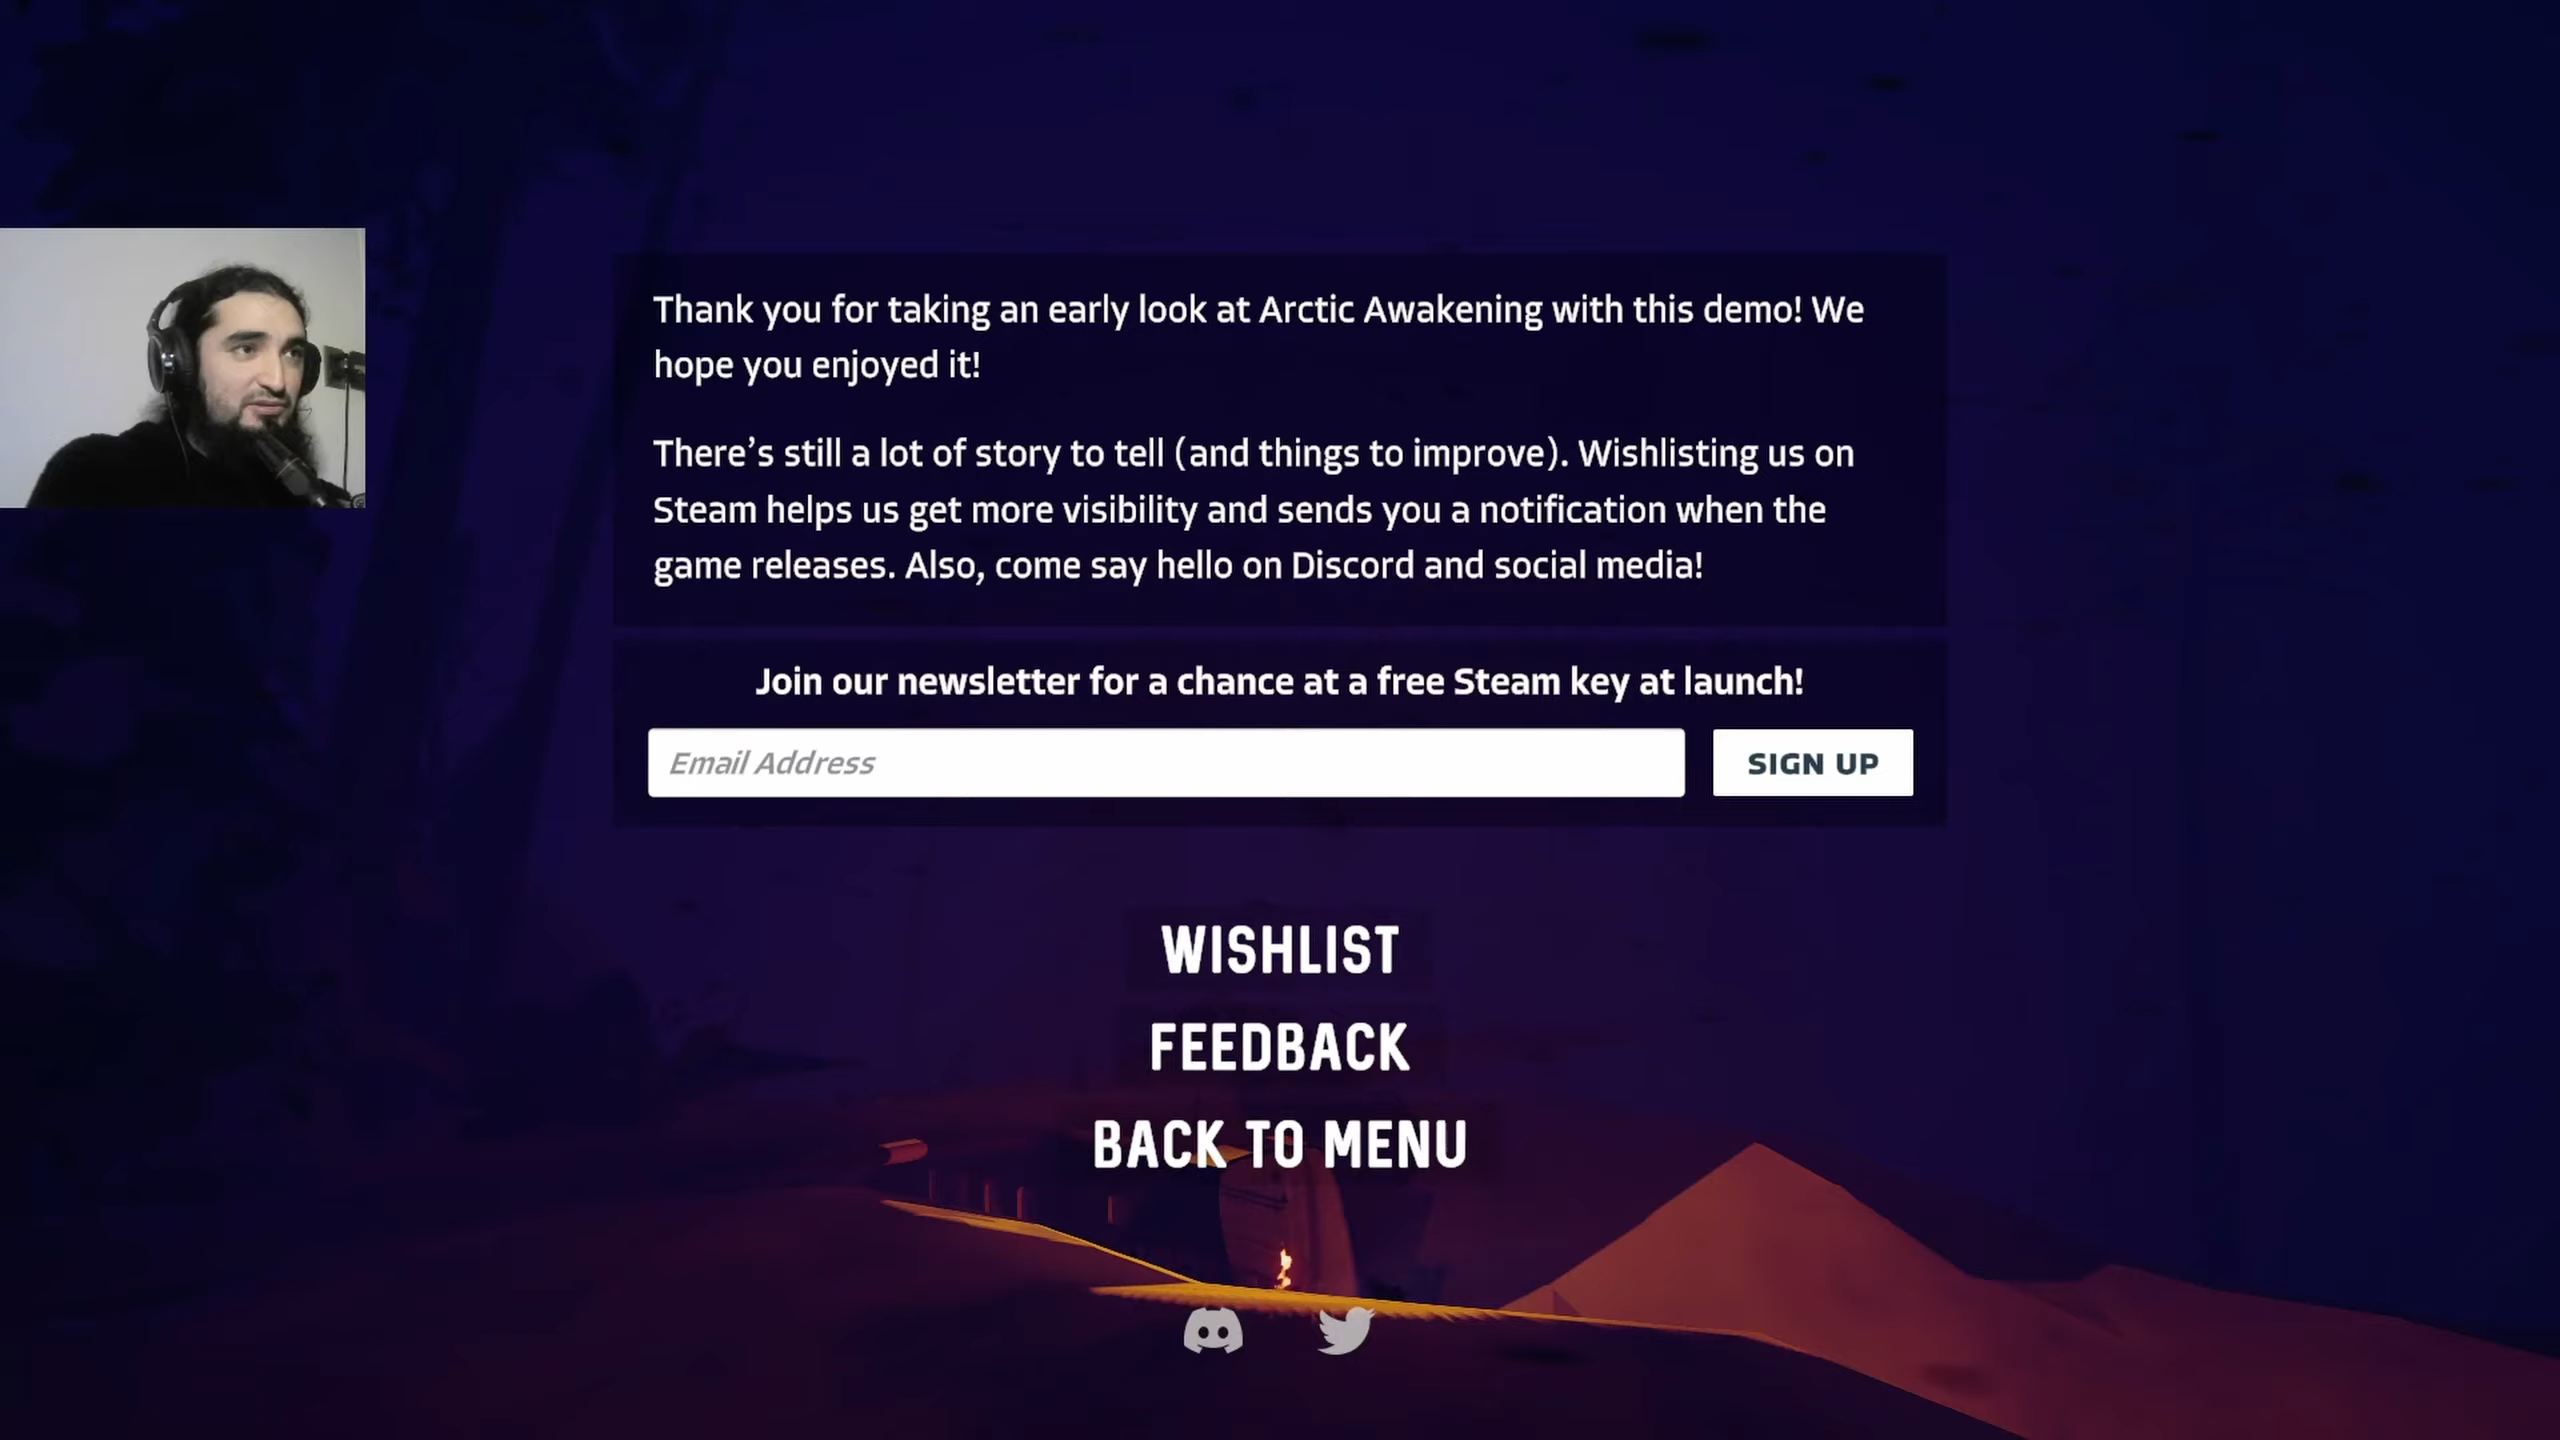 Thank you for taking an early look at Arctic Awakening with this demo! We
hope you enjoyed it!
There’s still a lot of story to tell (and things to improve). Wishlisting us on
Steam helps us get more visibility and sends you a notification when the
game releases. Also, come say hello on Discord and social media!
Join our newsletter for a chance at a free Steam key at launch!
Email Address
SIGN UP
WISHLIST
FEEDBACK
BACK TO MENU